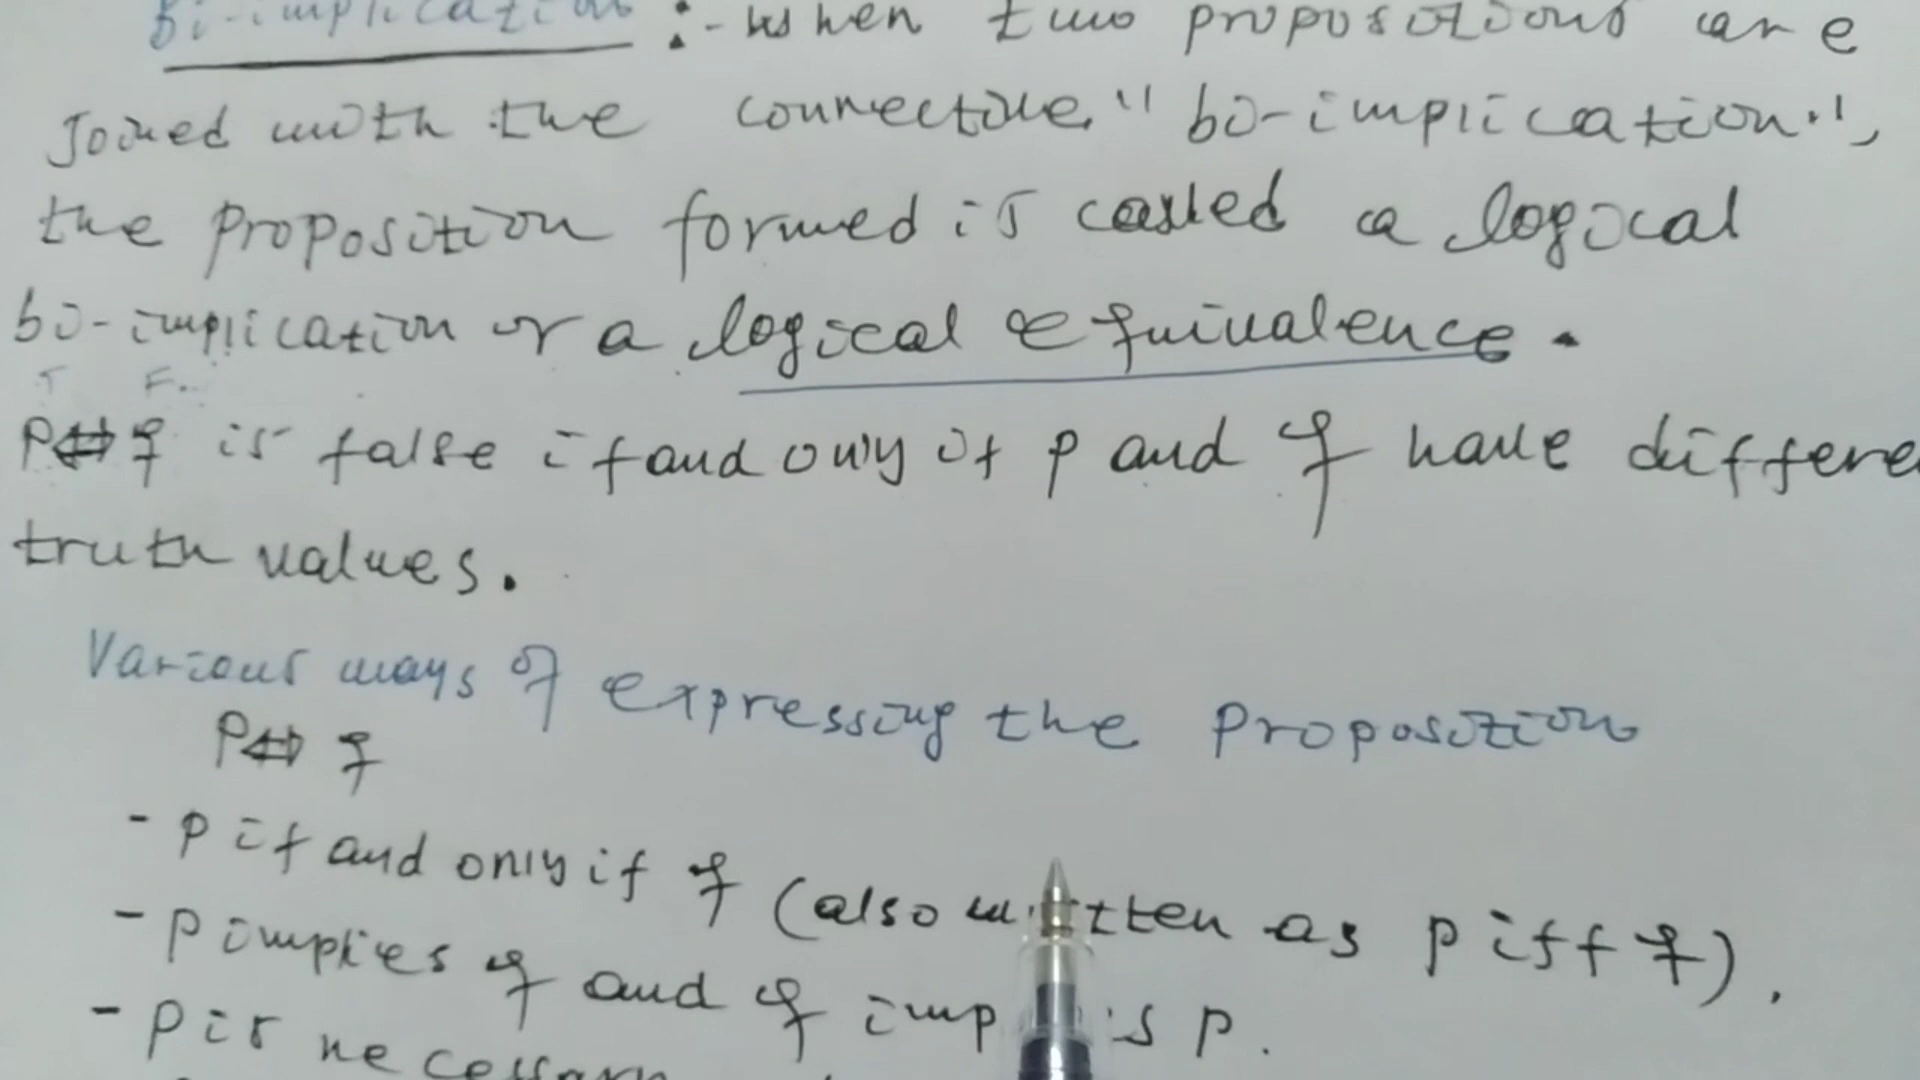 Bi-implication :- when two propositions are
Joined with the connective "bi-implication",
the proposition formed is called a logical
bi-implication or a logical equivalence.
T F.
P⇔q is false if and only if p and q have differe
truth values.
Various ways of expressing the proposition
P⇔q
- p if and only if q (also written as p iff q).
- p implies q and q implies p.
- p is necessary